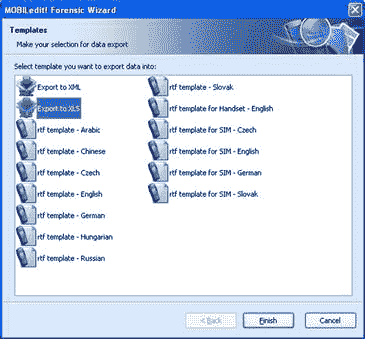 MOBILedit! Forensic Wizard
Templates
Make your selection for data export
Select template you want to export data into:
Export to XML
Export to XLS
rtf template - Arabic
rtf template - Chinese
rtf template - Czech
rtf template - English
rtf template - German
rtf template - Hungarian
rtf template - Russian
rtf template - Slovak
rtf template for Handset - English
rtf template for SIM - Czech
rtf template for SIM - English
rtf template for SIM - German
rtf template for SIM - Slovak
< Back
Finish
Cancel